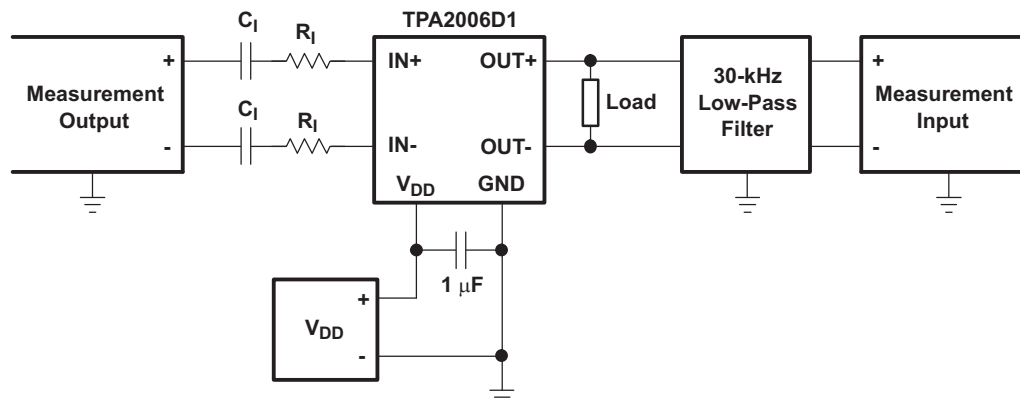 TPA2006D1
C_I
R_I
+
IN+
OUT+
+
Measurement
Output
Load
30-kHz
Low-Pass
Filter
Measurement
Input
C_I
R_I
-
IN-
OUT-
-
V_DD
GND
1 μF
+
V_DD
-